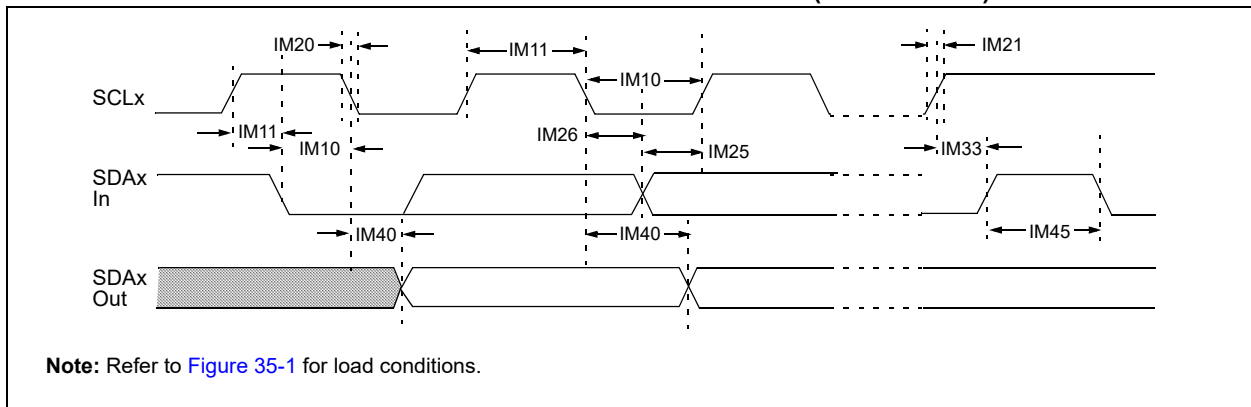 IM20
IM11
IM21
IM10
SCLx
IM11
IM26
IM10
IM25
IM33
SDAx
In
IM40
IM40
IM45
SDAx
Out
Note: Refer to Figure 35-1 for load conditions.